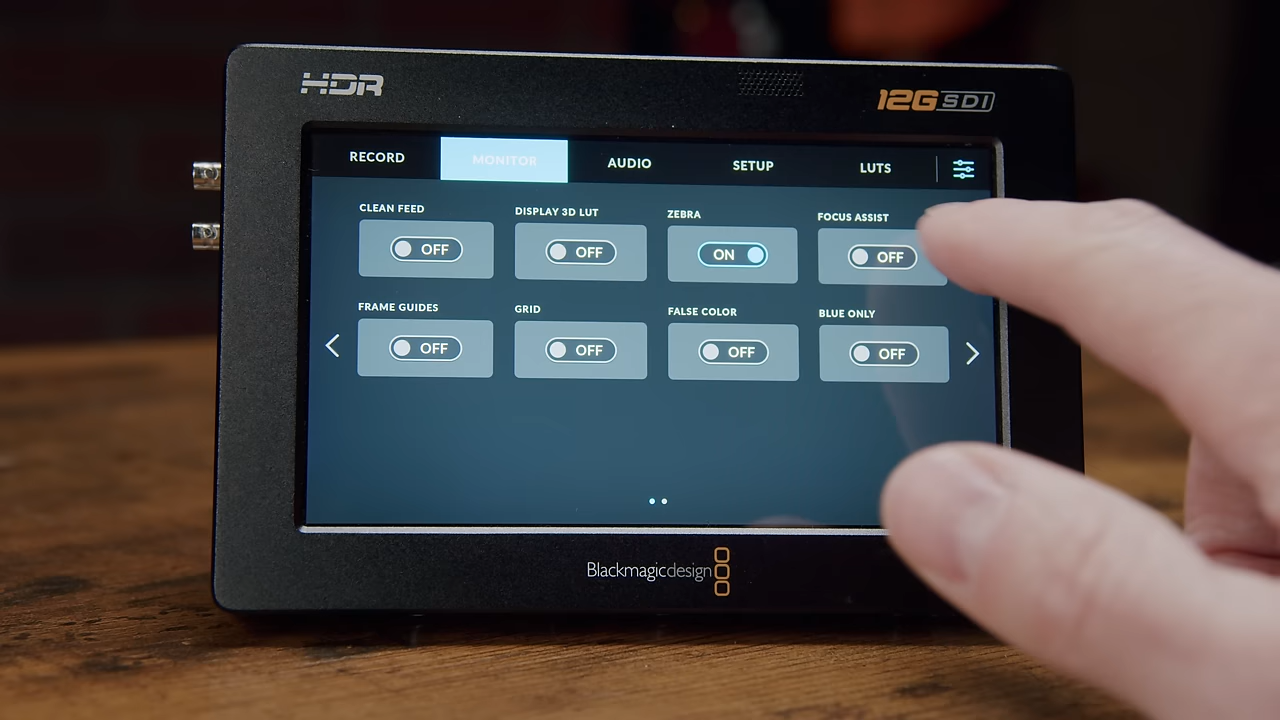 HDR
12G SDI
RECORD MONITOR AUDIO SETUP LUTS
CLEAN FEED DISPLAY 3D LUT ZEBRA FOCUS ASSIST
OFF OFF ON OFF
FRAME GUIDES GRID FALSE COLOR BLUE ONLY
OFF OFF OFF OFF
Blackmagicdesign